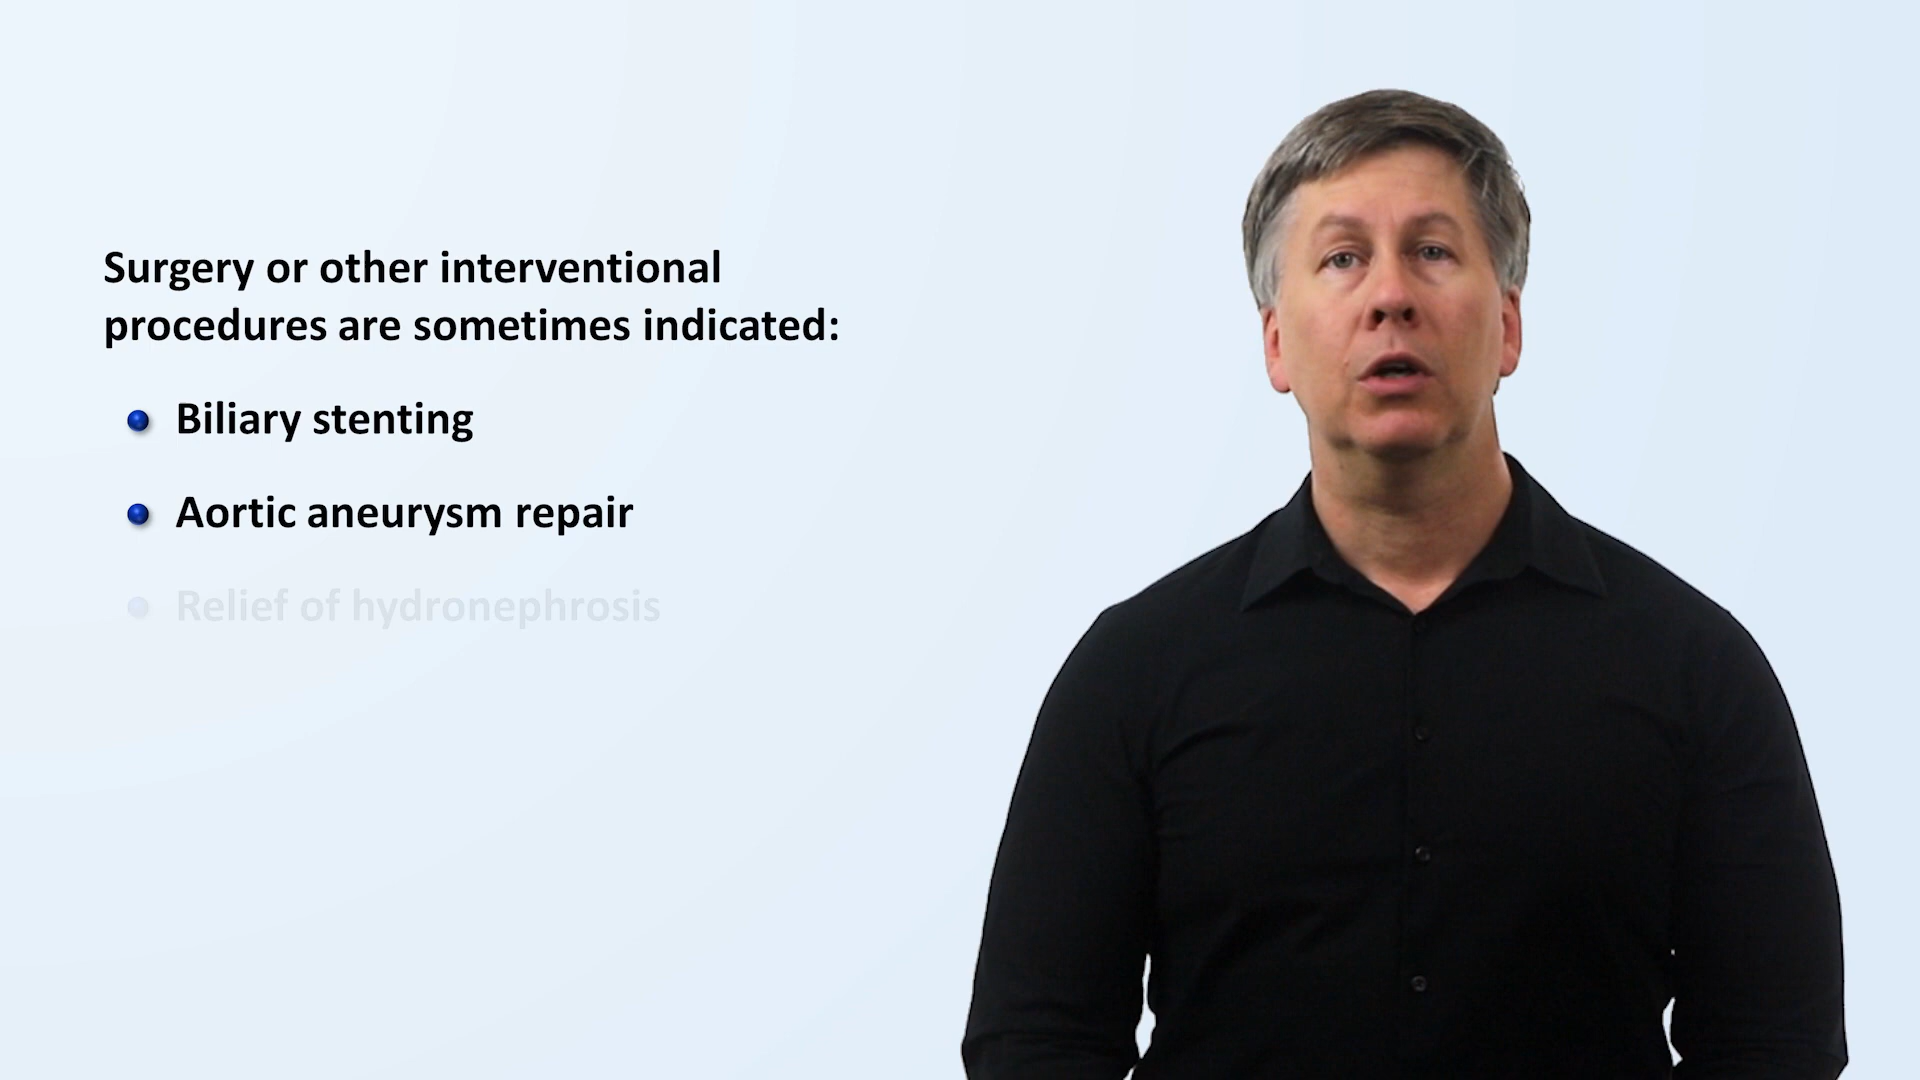 Surgery or other interventional
procedures are sometimes indicated:
Biliary stenting
Aortic aneurysm repair
Relief of hydronephrosis